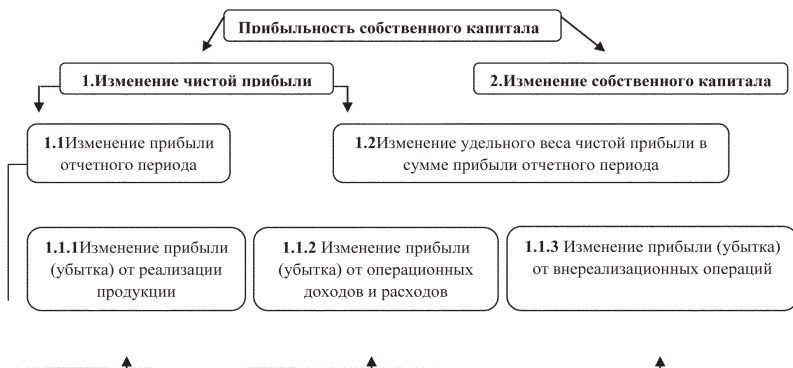 Прибыльность собственного капитала
1.Изменение чистой прибыли
2.Изменение собственного капитала
1.1Изменение прибыли
отчетного периода
1.2Изменение удельного веса чистой прибыли в
сумме прибыли отчетного периода
1.1.1Изменение прибыли
(убытка) от реализации
продукции
1.1.2 Изменение прибыли
(убытка) от операционных
доходов и расходов
1.1.3 Изменение прибыли (убытка)
от внереализационных операций